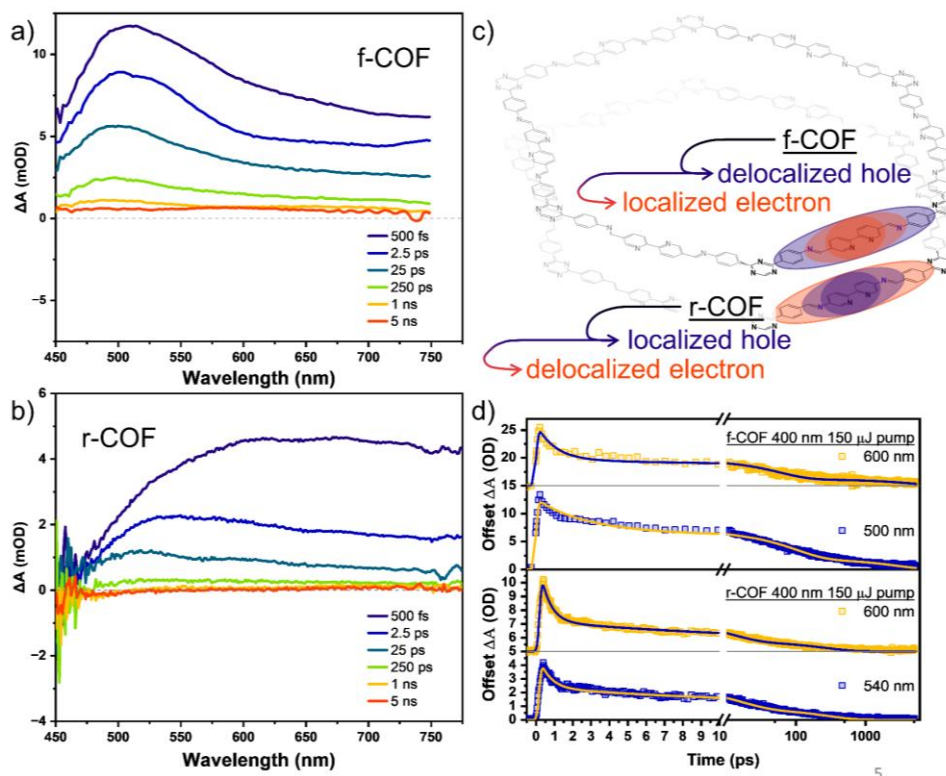 a)
f-COF
ΔA (mOD)
10
5
0
−5
500 fs
2.5 ps
25 ps
250 ps
1 ns
5 ns
450 500 550 600 650 700 750
Wavelength (nm)
b)
r-COF
ΔA (mOD)
6
4
2
0
−2
−4
500 fs
2.5 ps
25 ps
250 ps
1 ns
5 ns
450 500 550 600 650 700 750
Wavelength (nm)
c)
f-COF
delocalized hole
localized electron
r-COF
localized hole
delocalized electron
d)
Offset ΔA (OD)
25
20
15
10
5
0
f-COF 400 nm 150 μJ pump
600 nm
500 nm
Offset ΔA (OD)
10
9
8
7
6
5
4
3
2
1
0
r-COF 400 nm 150 μJ pump
600 nm
540 nm
0 1 2 3 4 5 6 7 8 9 10 100 1000
Time (ps)
5